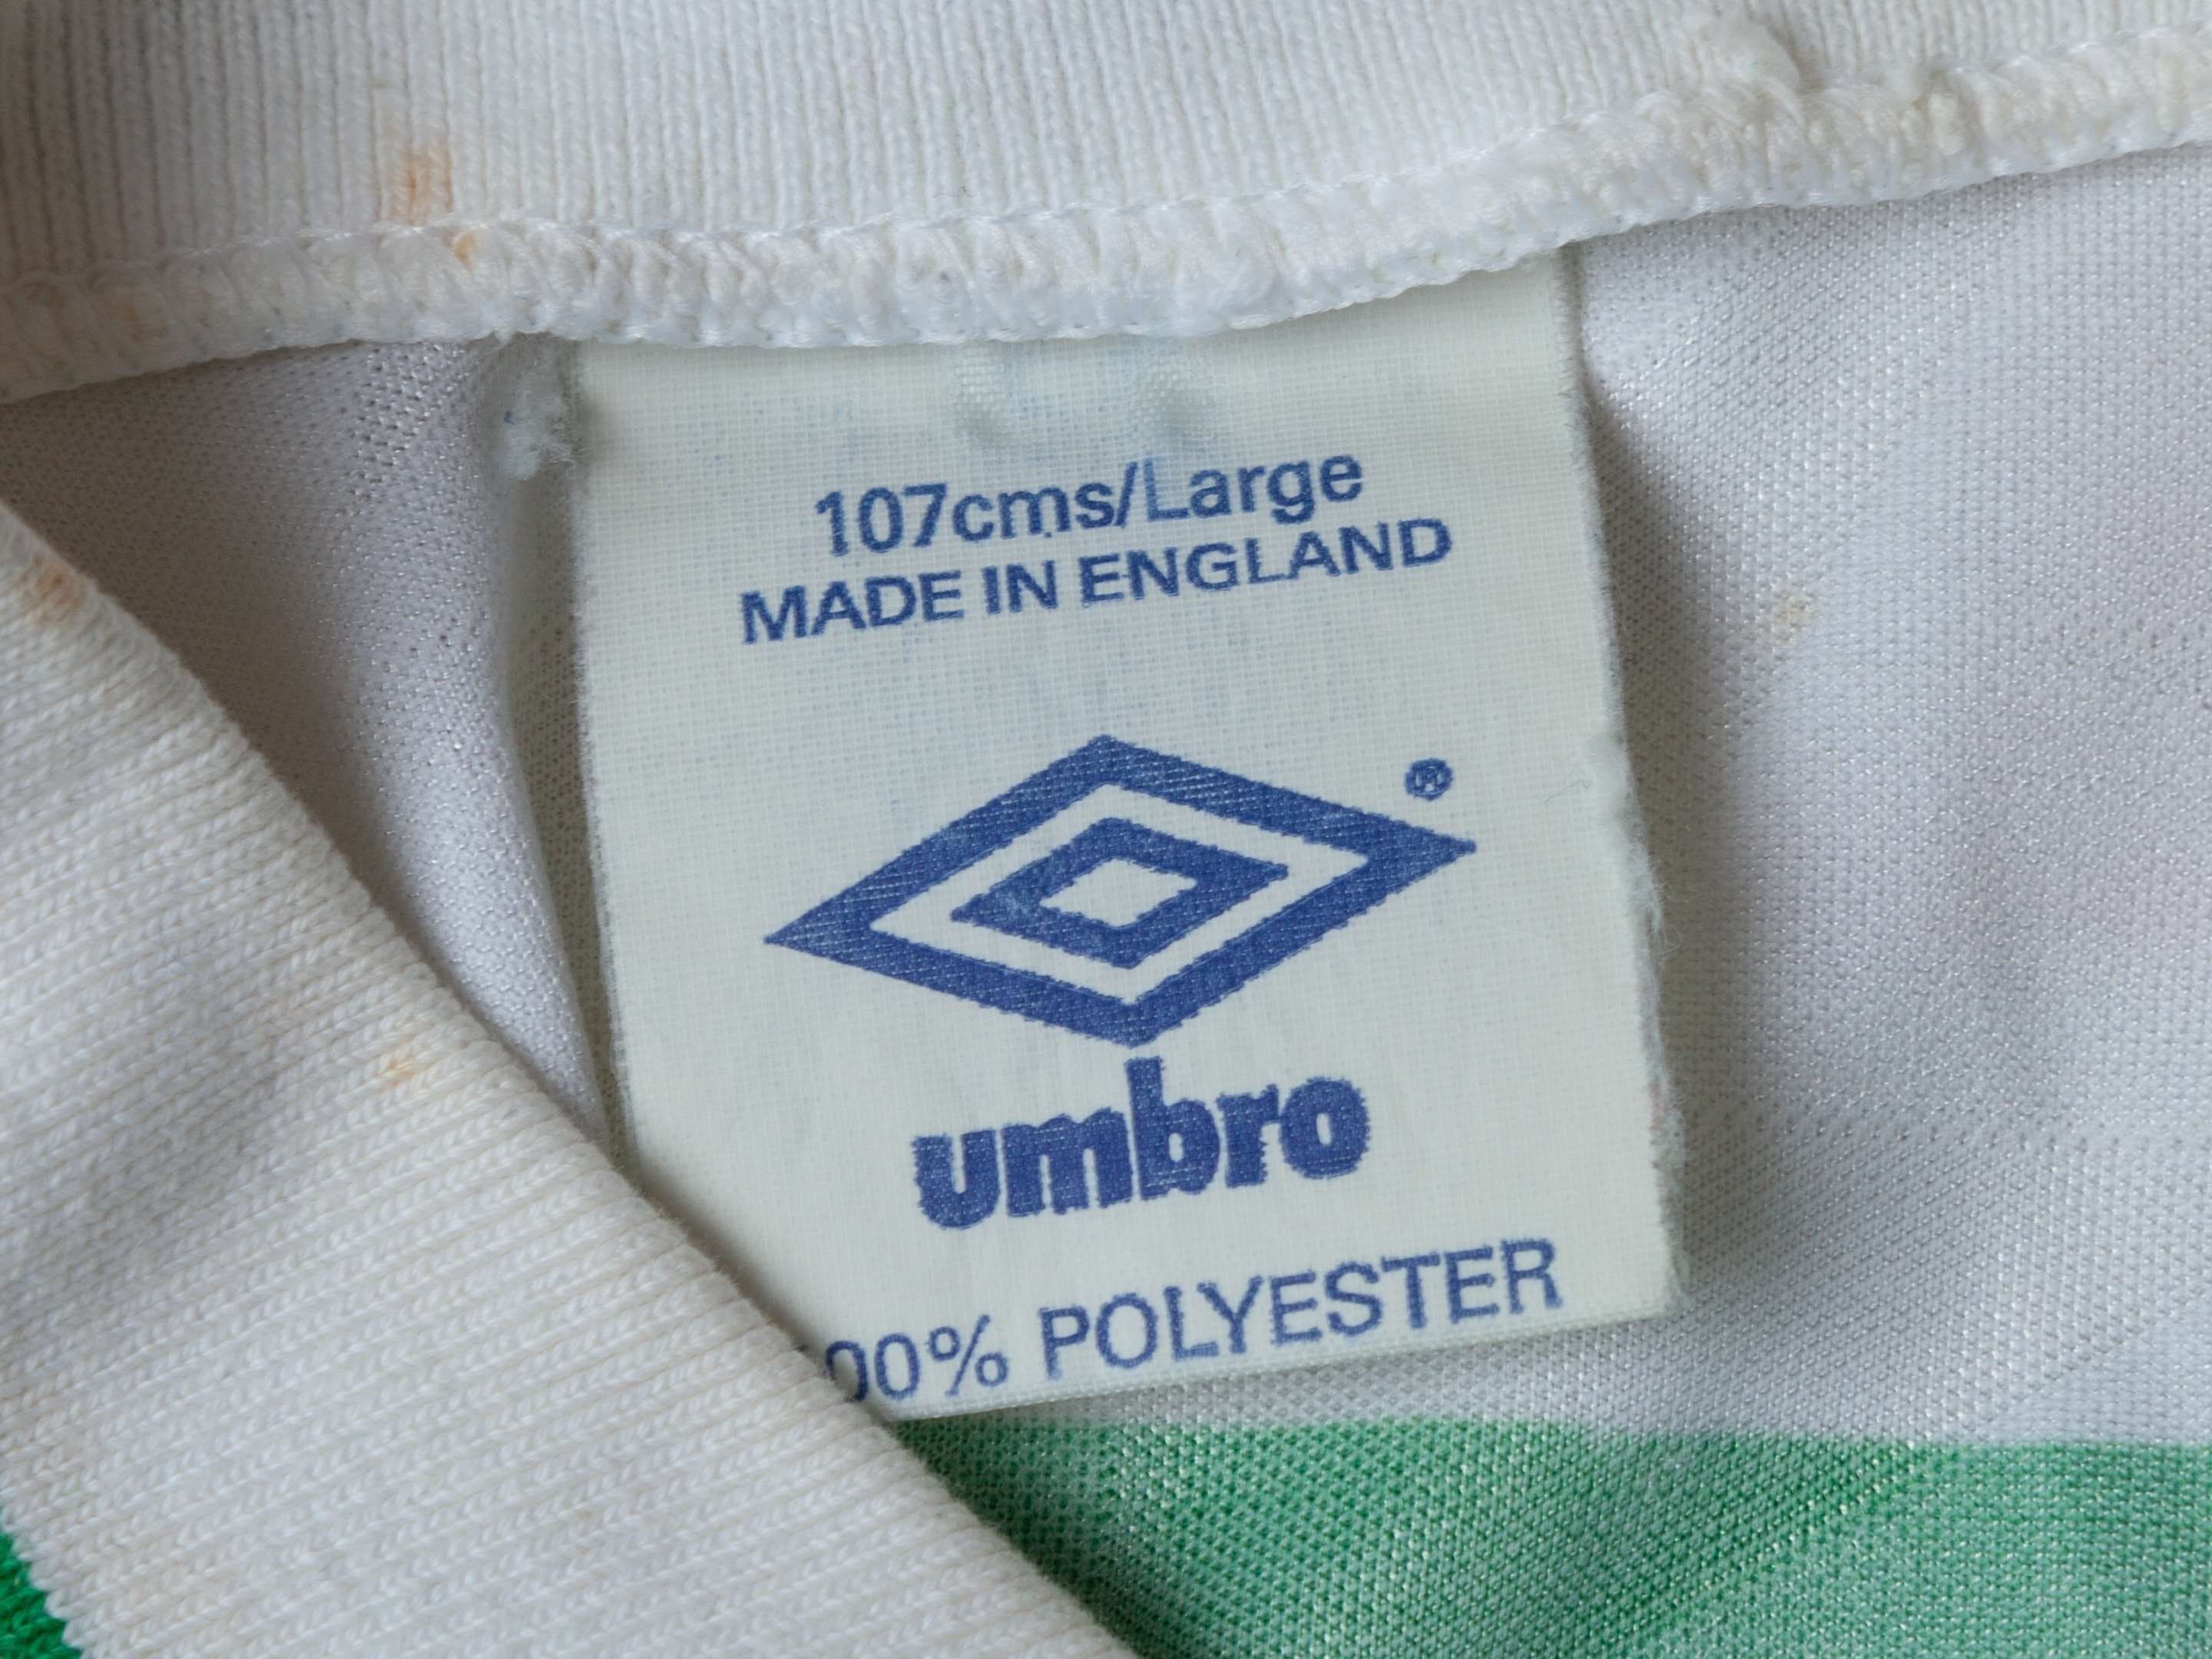 107cms/Large
MADE IN ENGLAND
®
umbro
00% POLYESTER